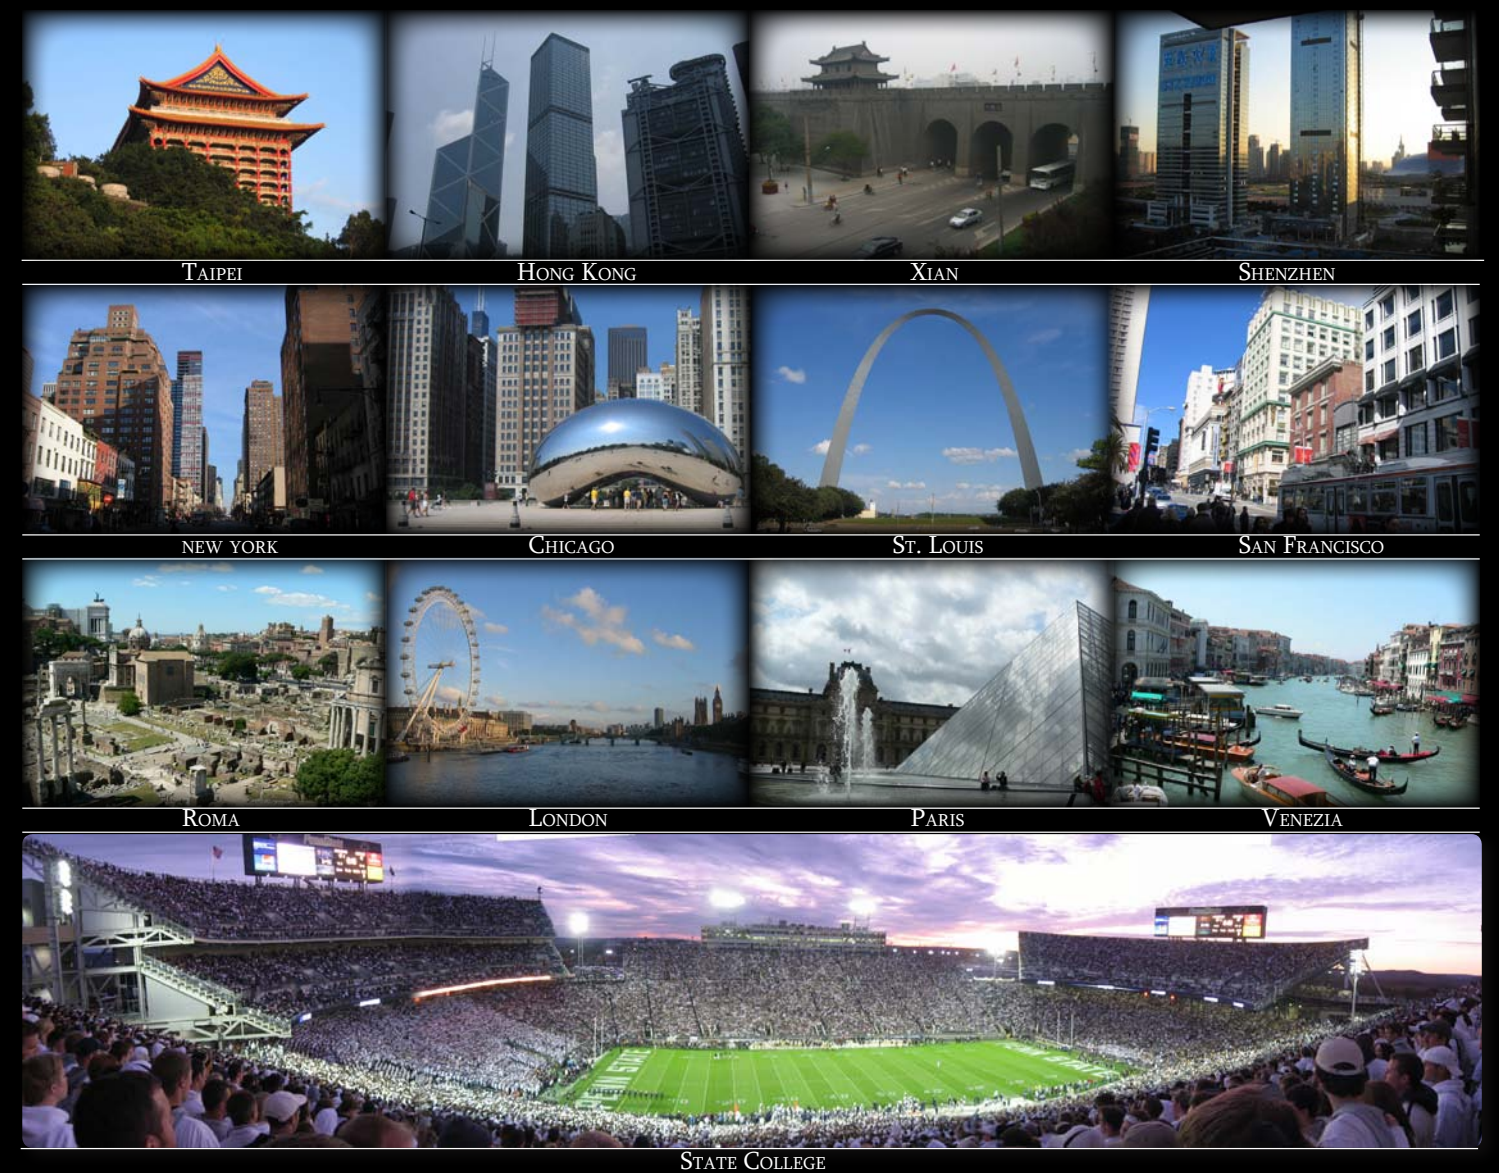 Taipei
Hong Kong
Xian
Shenzhen
new york
Chicago
St. Louis
San Francisco
Roma
London
Paris
Venezia
State College